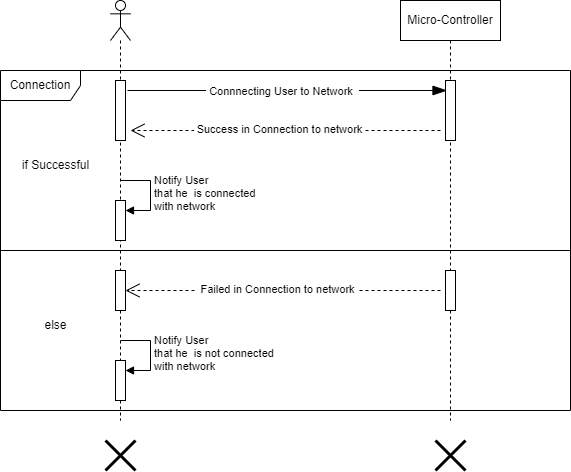 Micro-Controller
Connection
Connnecting User to Network
Success in Connection to network
if Successful
Notify User
that he is connected
with network
Failed in Connection to network
else
Notify User
that he is not connected
with network